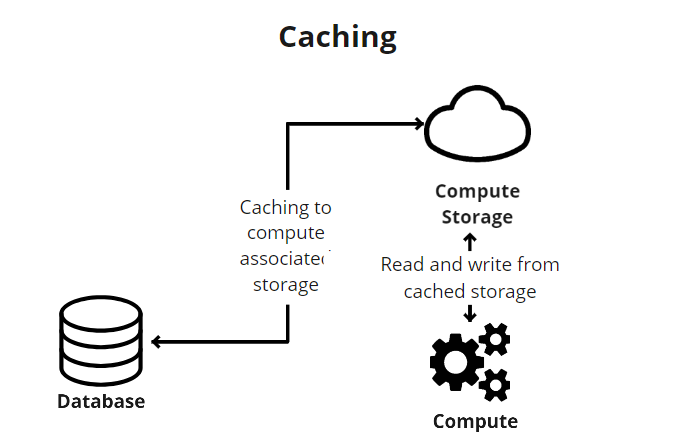 Caching
Caching to
compute
associated
storage
Compute
Storage
Read and write from
cached storage
Database
Compute